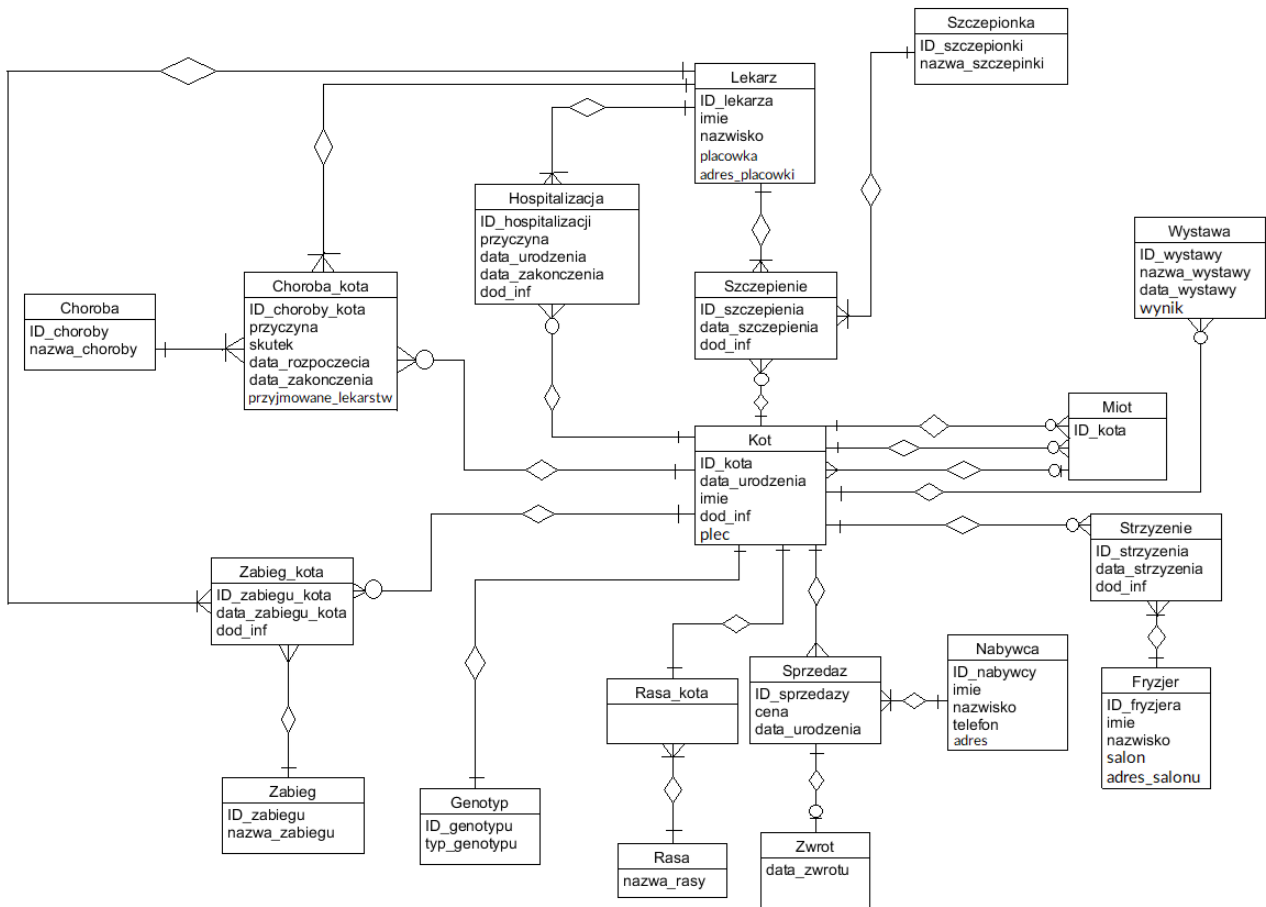 Szczepionka
ID_szczepionki
nazwa_szczepinki
Lekarz
ID_lekarza
imie
nazwisko
placowka
adres_placowki
Hospitalizacja
ID_hospitalizacji
przyczyna
data_urodzenia
data_zakonczenia
dod_inf
Wystawa
ID_wystawy
nazwa_wystawy
data_wystawy
wynik
Choroba_kota
ID_choroby_kota
przyczyna
skutek
data_rozpoczecia
data_zakonczenia
przyjmowane_lekarstw
Szczepienie
ID_szczepienia
data_szczepienia
dod_inf
Choroba
ID_choroby
nazwa_choroby
Miot
ID_kota
Kot
ID_kota
data_urodzenia
imie
dod_inf
plec
Strzyzenie
ID_strzyzenia
data_strzyzenia
dod_inf
Zabieg_kota
ID_zabiegu_kota
data_zabiegu_kota
dod_inf
Nabywca
ID_nabywcy
imie
nazwisko
telefon
adres
Sprzedaz
ID_sprzedazy
cena
data_urodzenia
Rasa_kota
Fryzjer
ID_fryzjera
imie
nazwisko
salon
adres_salonu
Zabieg
ID_zabiegu
nazwa_zabiegu
Genotyp
ID_genotypu
typ_genotypu
Rasa
nazwa_rasy
Zwrot
data_zwrotu